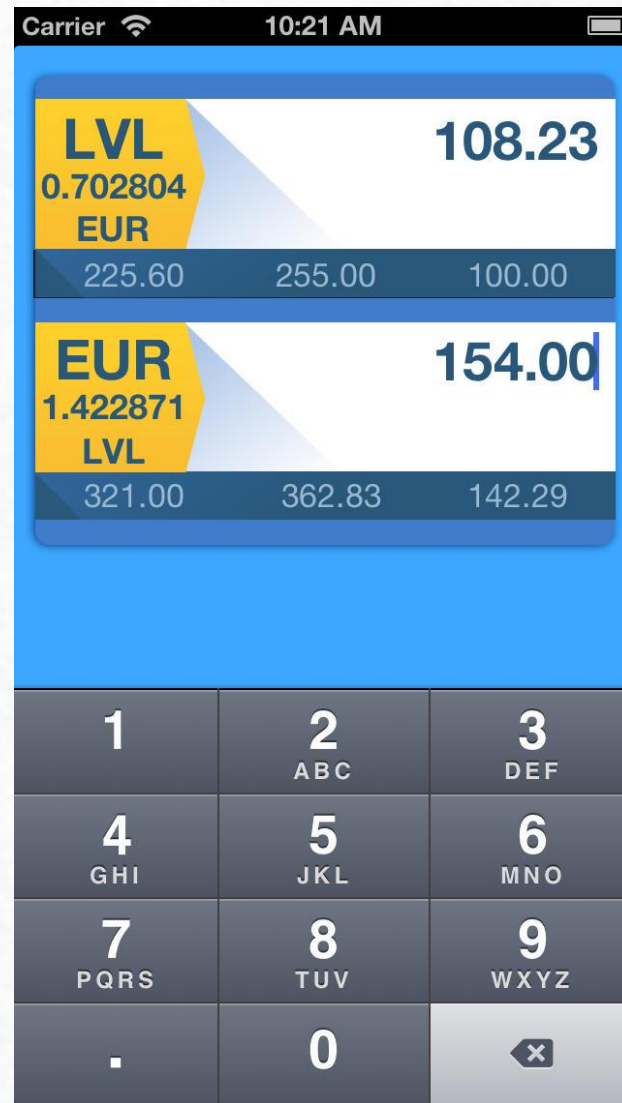 Carrier 10:21 AM
LVL 108.23
0.702804
EUR
225.60 255.00 100.00
EUR 154.00
1.422871
LVL
321.00 362.83 142.29
1 2 3
ABC DEF
4 5 6
GHI JKL MNO
7 8 9
PQRS TUV WXYZ
. 0